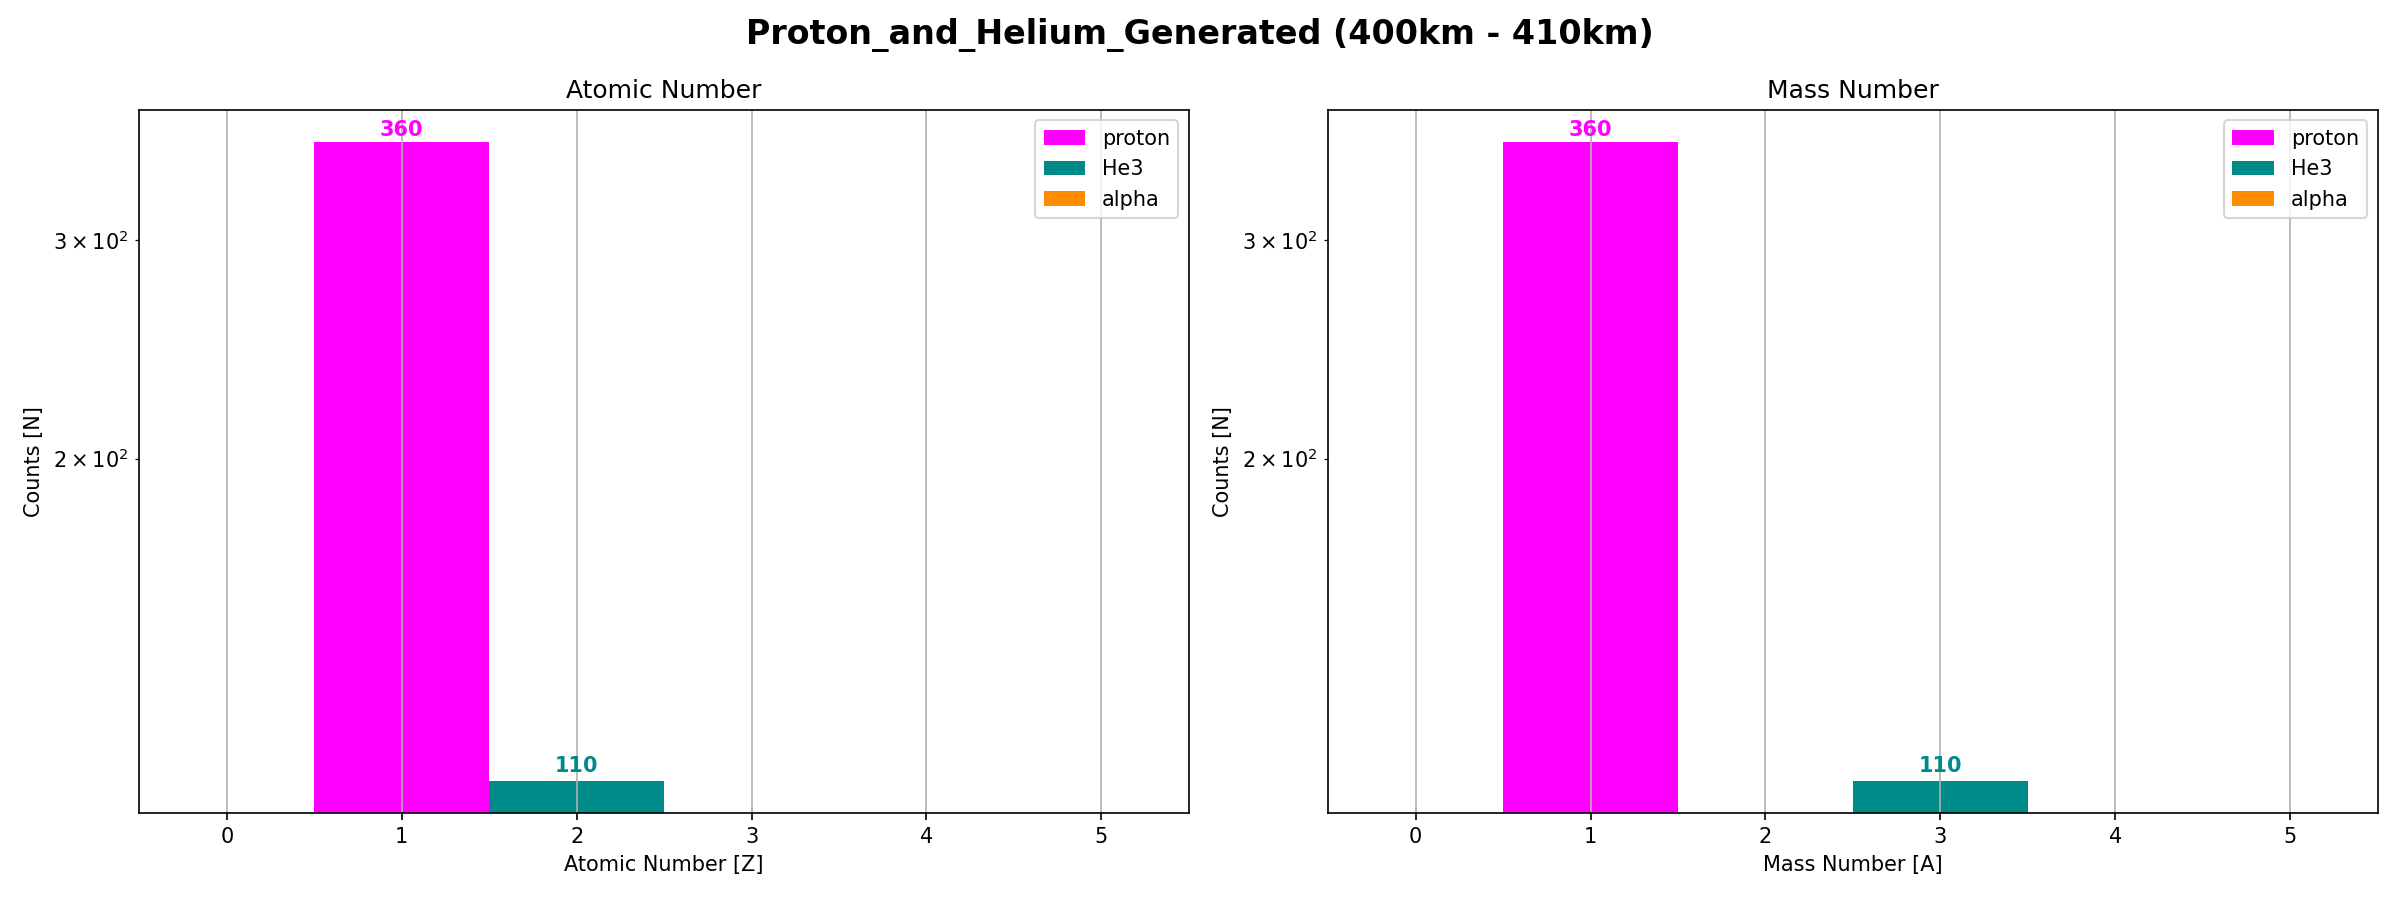 Proton_and_Helium_Generated (400km - 410km)
Atomic Number
360
110
proton
He3
alpha
3 × 10²
2 × 10²
Counts [N]
0 1 2 3 4 5
Atomic Number [Z]
Mass Number
360
110
proton
He3
alpha
3 × 10²
2 × 10²
Counts [N]
0 1 2 3 4 5
Mass Number [A]